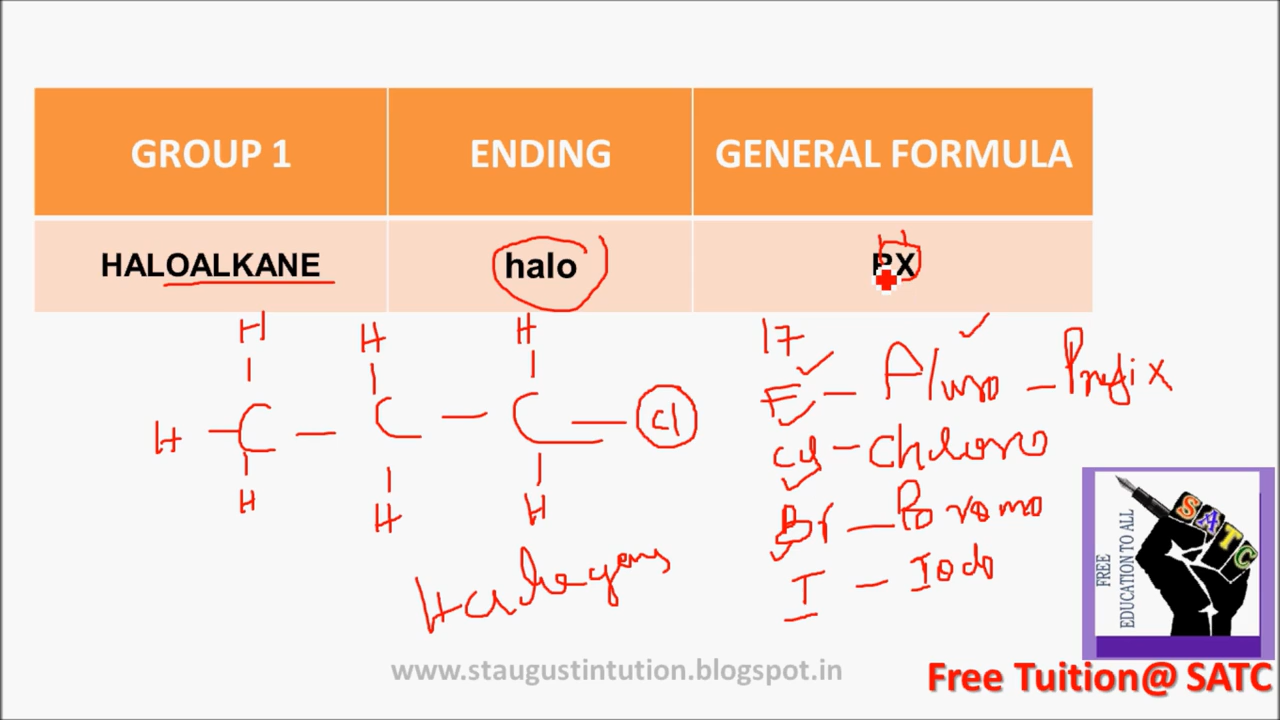 GROUP 1 ENDING GENERAL FORMULA
HALOALKANE halo RX
H H H
H C C C Cl
H H H
17
F - Fluro - Prefix
Cl - Chloro
Br - Bromo
I - Iodo
Halogens
SATC
FREE
EDUCATION TO ALL
www.staugustintution.blogspot.in
Free Tuition@ SATC